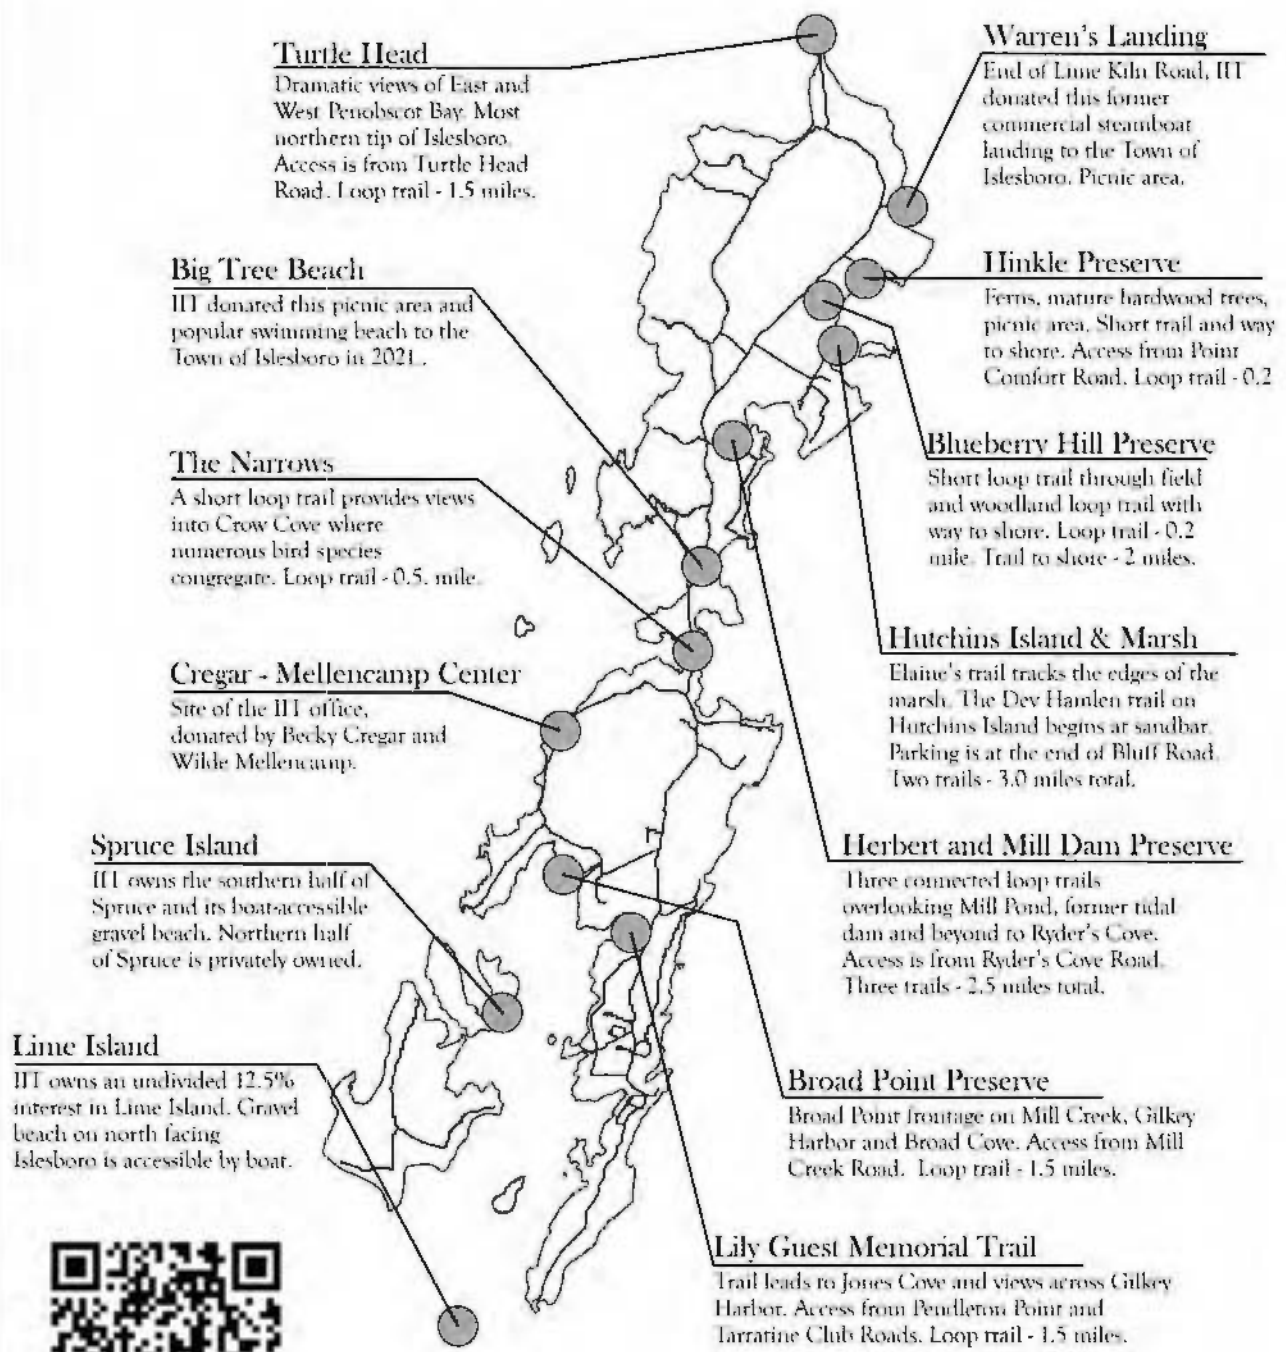 Turtle Head
Dramatic views of East and
West Penobscot Bay. Most
northern tip of Islesboro.
Access is from Turtle Head
Road. Loop trail - 1.5 miles.
Big Tree Beach
IIT donated this picnic area and
popular swimming beach to the
Town of Islesboro in 2021.
The Narrows
A short loop trail provides views
into Crow Cove where
numerous bird species
congregate. Loop trail - 0.5. mile
Cregar - Mellencamp Center
Site of the IIT office,
donated by Becky Cregar and
Wilde Mellencamp.
Spruce Island
IIT owns the southern half of
Spruce and its boat-accessible
gravel beach. Northern half
of Spruce is privately owned.
Lime Island
IIT owns an undivided 12.5%
interest in Lime Island. Gravel
beach on north facing
Islesboro is accessible by boat.
Warren's Landing
End of Lime Kiln Road, IIT
donated this former
commercial steamboat
landing to the Town of
Islesboro. Picnic area.
Hinkle Preserve
Ferns, mature hardwood trees,
picnic area. Short trail and way
to shore. Access from Point
Comfort Road. Loop trail - 0.2
Blueberry Hill Preserve
Short loop trail through field
and woodland loop trail with
way to shore. Loop trail - 0.2
mile. Trail to shore - 2 miles.
Hutchins Island & Marsh
Elaine's trail tracks the edges of the
marsh. The Dev Hamlen trail on
Hutchins Island begins at sandbar.
Parking is at the end of Bluff Road.
Two trails - 3.0 miles total.
Herbert and Mill Dam Preserve
Three connected loop trails
overlooking Mill Pond, former tidal
dam and beyond to Ryder's Cove.
Access is from Ryder's Cove Road.
Three trails - 2.5 miles total.
Broad Point Preserve
Broad Point frontage on Mill Creek, Gilkey
Harbor and Broad Cove. Access from Mill
Creek Road. Loop trail - 1.5 miles.
Lily Guest Memorial Trail
Trail leads to Jones Cove and views across Gilkey
Harbor. Access from Pendleton Point and
Tarratine Club Roads. Loop trail - 1.5 miles.